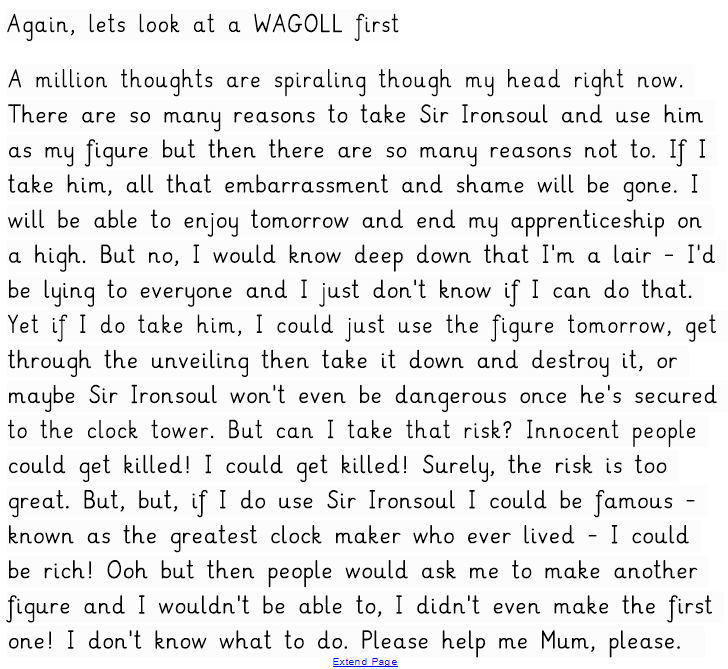 Again, lets look at a WAGOLL first
A million thoughts are spiraling though my head right now.
There are so many reasons to take Sir Ironsoul and use him
as my figure but then there are so many reasons not to. If I
take him, all that embarrassment and shame will be gone. I
will be able to enjoy tomorrow and end my apprenticeship on
a high. But no, I would know deep down that I'm a lair - I'd
be lying to everyone and I just don't know if I can do that.
Yet if I do take him, I could just use the figure tomorrow, get
through the unveiling then take it down and destroy it, or
maybe Sir Ironsoul won't even be dangerous once he's secured
to the clock tower. But can I take that risk? Innocent people
could get killed! I could get killed! Surely, the risk is too
great. But, but, if I do use Sir Ironsoul I could be famous -
known as the greatest clock maker who ever lived - I could
be rich! Ooh but then people would ask me to make another
figure and I wouldn't be able to, I didn't even make the first
one! I don't know what to do. Please help me Mum, please.
Extend Page